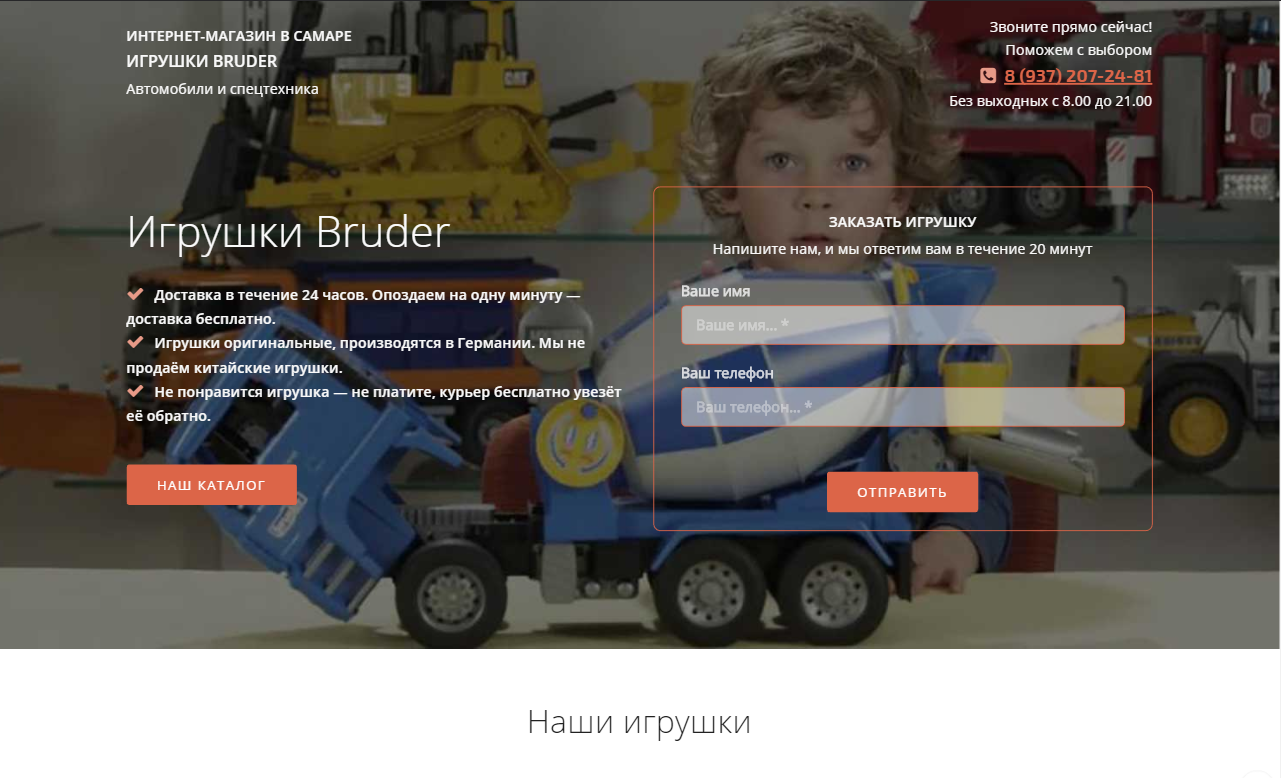 ИНТЕРНЕТ-МАГАЗИН В САМАРЕ
ИГРУШКИ BRUDER
Автомобили и спецтехника
Звоните прямо сейчас!
Поможем с выбором
8 (937) 207-24-81
Без выходных с 8.00 до 21.00
CAT
Игрушки Bruder
Доставка в течение 24 часов. Опоздаем на одну минуту —
доставка бесплатно.
Игрушки оригинальные, производятся в Германии. Мы не
продаём китайские игрушки.
Не понравится игрушка — не платите, курьер бесплатно увезёт
её обратно.
НАШ КАТАЛОГ
ЗАКАЗАТЬ ИГРУШКУ
Напишите нам, и мы ответим вам в течение 20 минут
Ваше имя
Ваше имя... *
Ваш телефон
Ваш телефон... *
ОТПРАВИТЬ
Наши игрушки